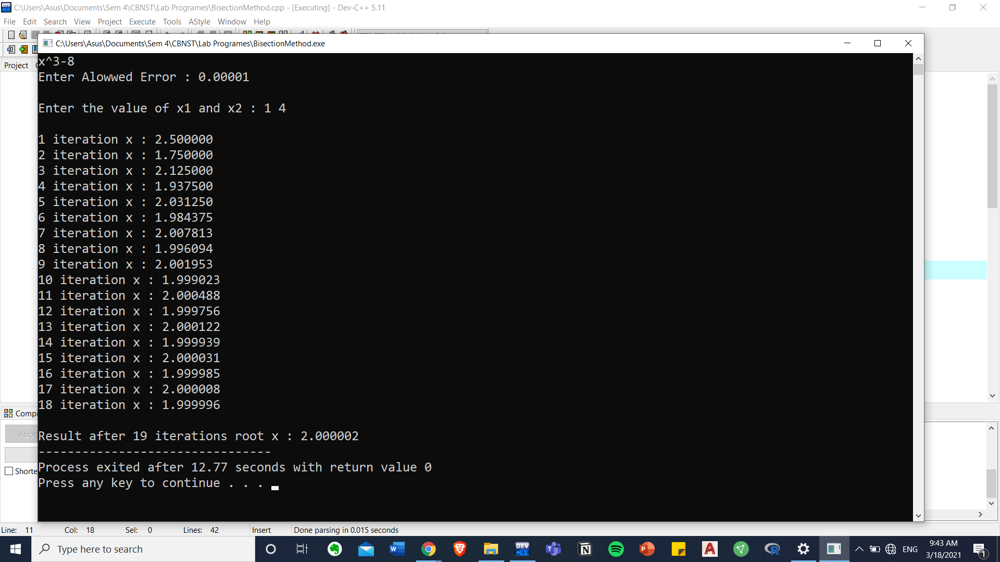 C:\Users\Asus\Documents\Sem 4\CBNST\Lab Programes\BisectionMethod.cpp - [Executing] - Dev-C++ 5.11
File Edit Search View Project Execute Tools AStyle Window Help
C:\Users\Asus\Documents\Sem 4\CBNST\Lab Programes\BisectionMethod.exe
Project
x^3-8
Enter Alowwed Error : 0.00001
Enter the value of x1 and x2 : 1 4
1 iteration x : 2.500000
2 iteration x : 1.750000
3 iteration x : 2.125000
4 iteration x : 1.937500
5 iteration x : 2.031250
6 iteration x : 1.984375
7 iteration x : 2.007813
8 iteration x : 1.996094
9 iteration x : 2.001953
10 iteration x : 1.999023
11 iteration x : 2.000488
12 iteration x : 1.999756
13 iteration x : 2.000122
14 iteration x : 1.999939
15 iteration x : 2.000031
16 iteration x : 1.999985
17 iteration x : 2.000008
18 iteration x : 1.999996
Compi
Abor
Result after 19 iterations root x : 2.000002
--------------------------------
Process exited after 12.77 seconds with return value 0
Shorte
Press any key to continue . . .
Line: 11 Col: 18 Sel: 0 Lines: 42 Insert Done parsing in 0.015 seconds
Type here to search
DEV
ENG
9:43 AM
3/18/2021
1